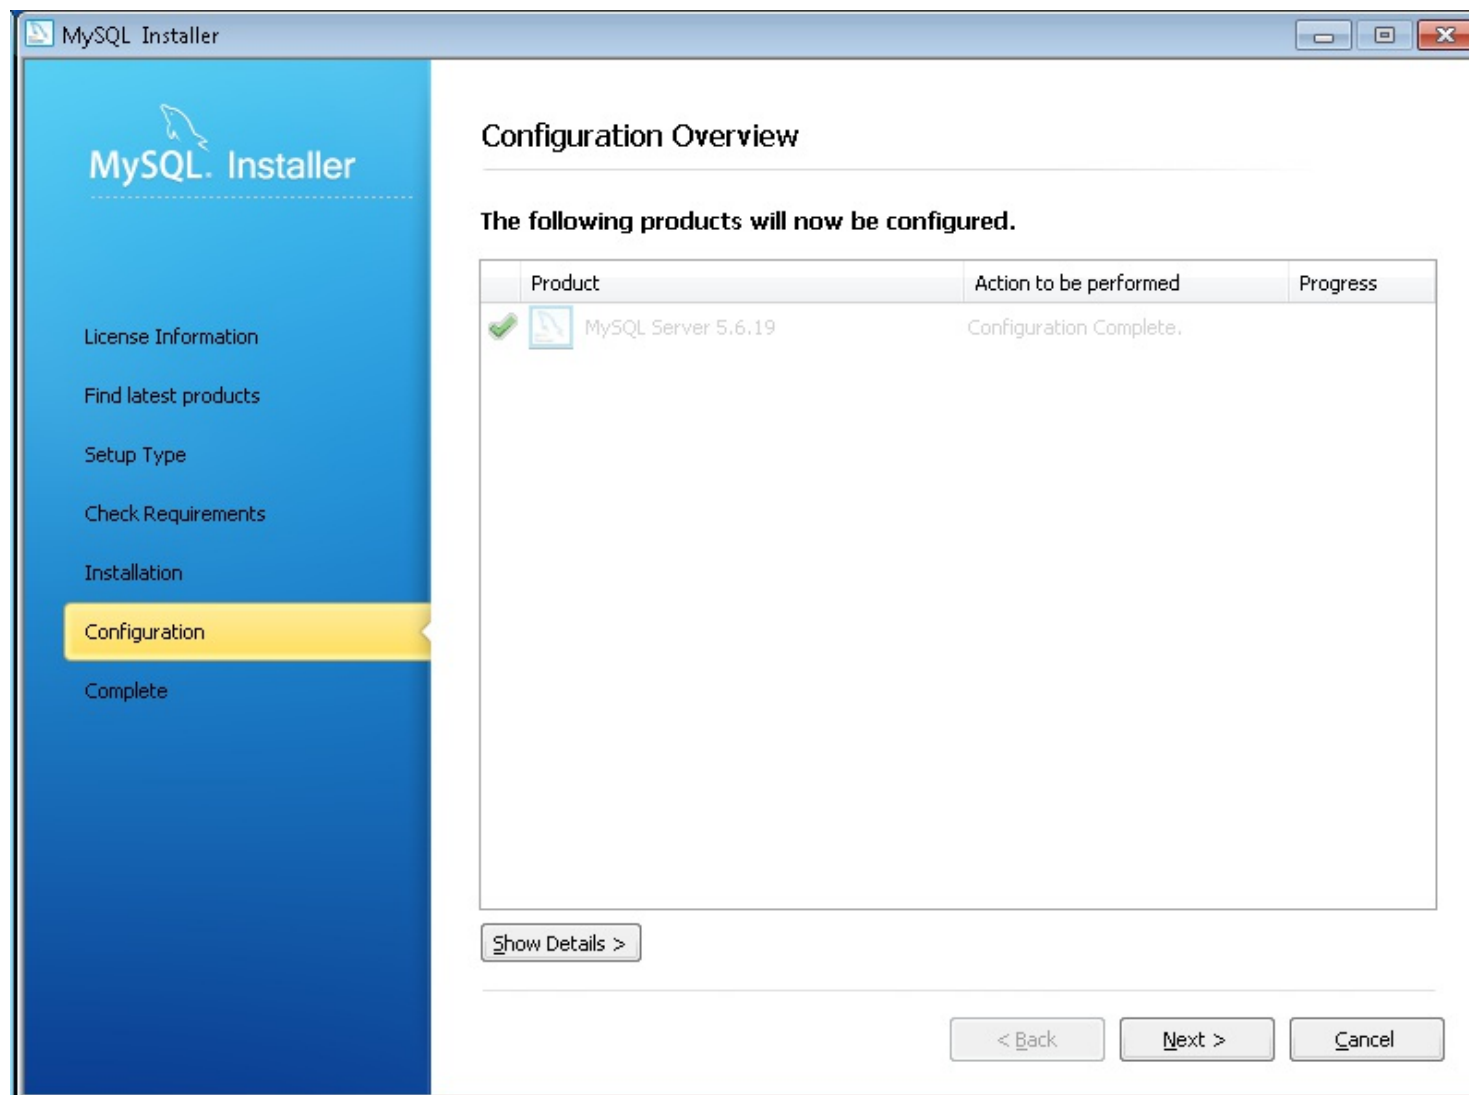 MySQL Installer
MySQL. Installer
License Information
Find latest products
Setup Type
Check Requirements
Installation
Configuration
Complete
Configuration Overview
The following products will now be configured.
Product Action to be performed Progress
MySQL Server 5.6.19 Configuration Complete.
Show Details >
< Back Next > Cancel